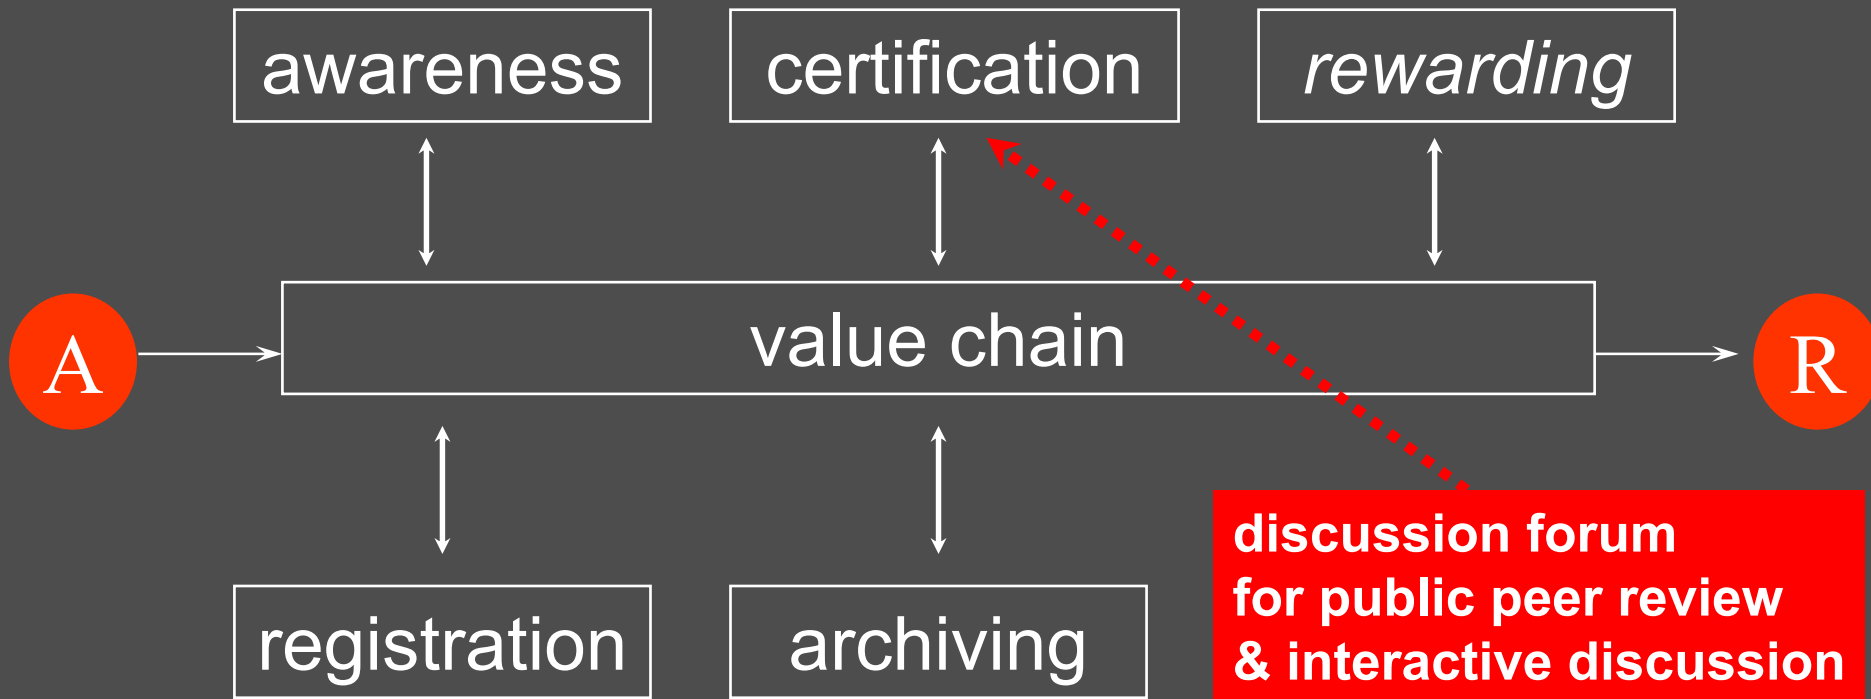 awareness
certification
rewarding
A
value chain
R
registration
archiving
discussion forum
for public peer review
& interactive discussion